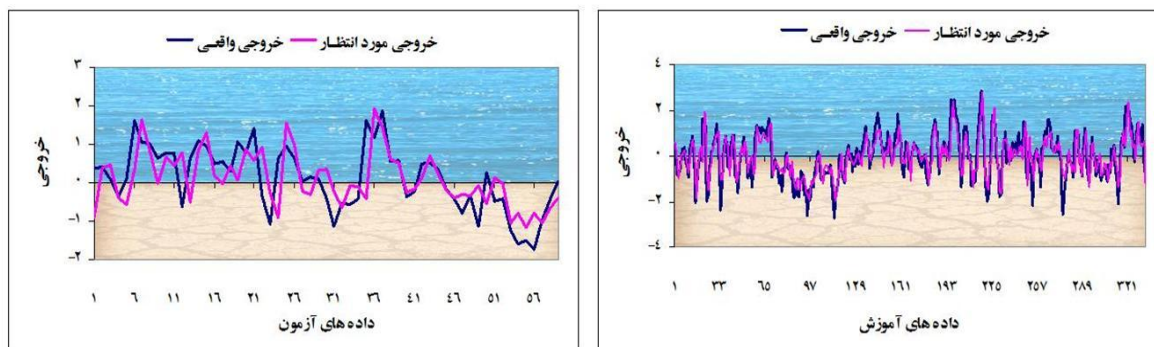 خروجی واقعی خروجی مورد انتظار
۳
۲
۱
۰
-۱
-۲
خروجی
۱ ۶ ۱۱ ۱۶ ۲۱ ۲۶ ۳۱ ۳۶ ۴۱ ۴۶ ۵۱ ۵۶
داده های آزمون
خروجی واقعی خروجی مورد انتظار
۴
۲
۰
-۲
-۴
خروجی
۱ ۳۳ ۶۵ ۹۷ ۱۲۹ ۱۶۱ ۱۹۳ ۲۲۵ ۲۵۷ ۲۸۹ ۳۲۱
داده های آموزش